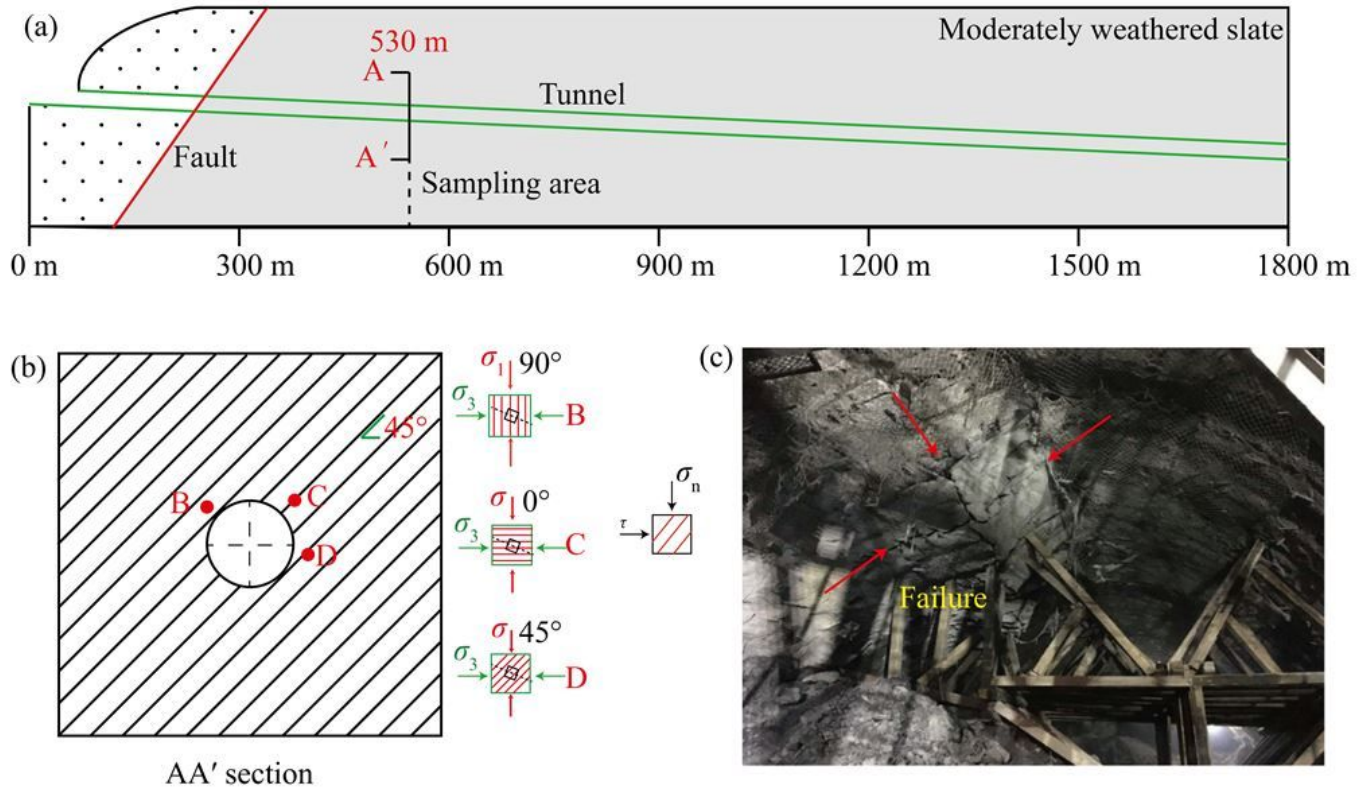 (a)
Moderately weathered slate
530 m
A
Tunnel
A′
Fault
Sampling area
0 m 300 m 600 m 900 m 1200 m 1500 m 1800 m
(b)
45°
B
C
D
AA′ section
σ1 90°
σ3 B
σ 0°
σ3 C
σ 45°
σ3 D
σn
τ
(c)
Failure